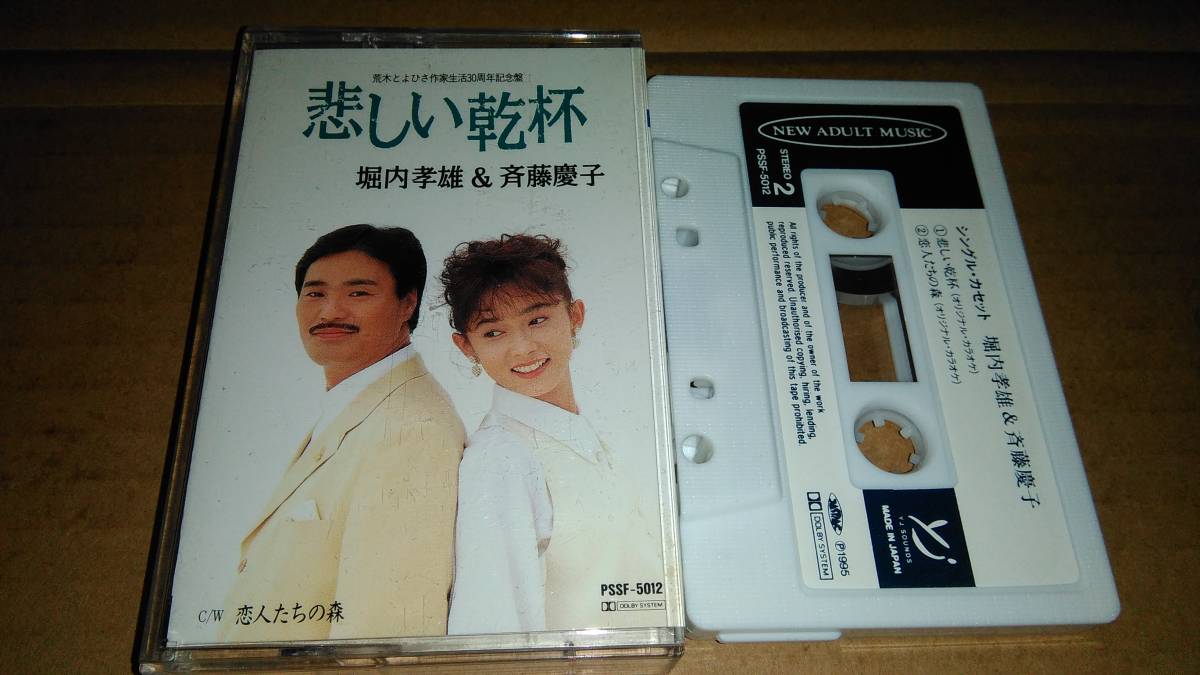 荒木とよひさ作家生活30周年記念盤
悲しい乾杯
堀内孝雄 & 斉藤慶子
PSSF-5012
DOLBY SYSTEM
C/W 恋人たちの森
NEW ADULT MUSIC
STEREO
2
PSSF-5012
シングル・カセット 堀内孝雄 & 斉藤慶子
①悲しい乾杯 (オリジナル・カラオケ)
②恋人たちの森 (オリジナル・カラオケ)
All rights of the producer and of the owner of the work
reproduced reserved. Unauthorised copying, hiring, lending,
public performance and broadcasting of this tape prohibited.
DOLBY SYSTEM
Ⓟ1995
YJ SOUNDS
MADE IN JAPAN